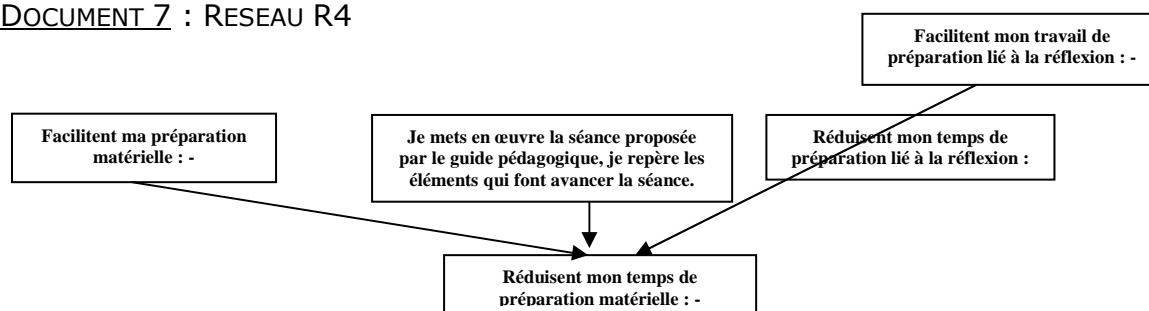 DOCUMENT 7 : RESEAU R4
Facilitent mon travail de
préparation lié à la réflexion : -
Facilitent ma préparation
matérielle : -
Je mets en œuvre la séance proposée
par le guide pédagogique, je repère les
éléments qui font avancer la séance.
Réduisent mon temps de
préparation lié à la réflexion :
Réduisent mon temps de
préparation matérielle : -